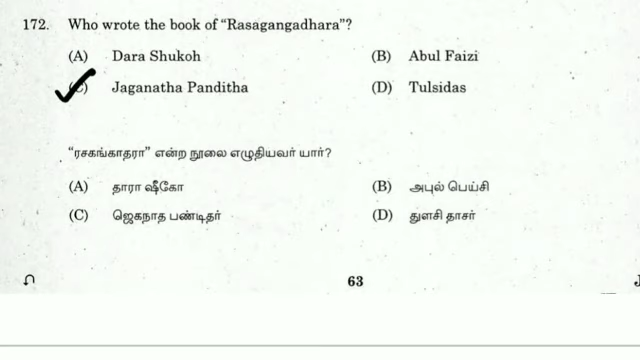 172. Who wrote the book of “Rasagangadhara”?
(A) Dara Shukoh (B) Abul Faizi
(C) Jaganatha Panditha (D) Tulsidas
“ரசகங்காதரா” என்ற நூலை எழுதியவர் யார்?
(A) தாரா ஷீகோ (B) அபுல் பெய்சி
(C) ஜெகநாத பண்டிதர் (D) துளசி தாசர்
63